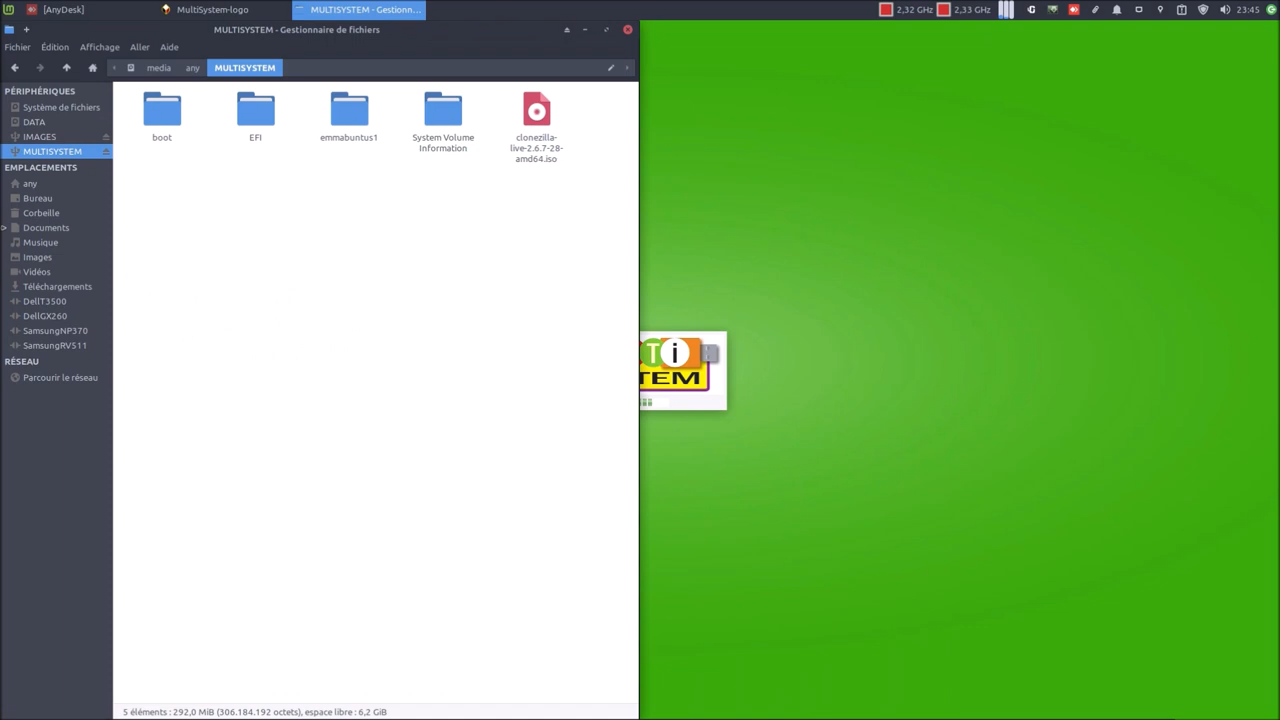 [AnyDesk]
MultiSystem-logo
MULTISYSTEM - Gestionn...
2,32 GHz
2,33 GHz
23:45
MULTISYSTEM - Gestionnaire de fichiers
Fichier
Édition
Affichage
Aller
Aide
media
any
MULTISYSTEM
PÉRIPHÉRIQUES
Système de fichiers
DATA
IMAGES
MULTISYSTEM
EMPLACEMENTS
any
Bureau
Corbeille
Documents
Musique
Images
Vidéos
Téléchargements
DellT3500
DellGX260
SamsungNP370
SamsungRV511
RÉSEAU
Parcourir le réseau
boot
EFI
emmabuntus1
System Volume
Information
clonezilla-
live-2.6.7-28-
amd64.iso
Ti
TEM
5 éléments : 292,0 MiB (306.184.192 octets), espace libre : 6,2 GiB